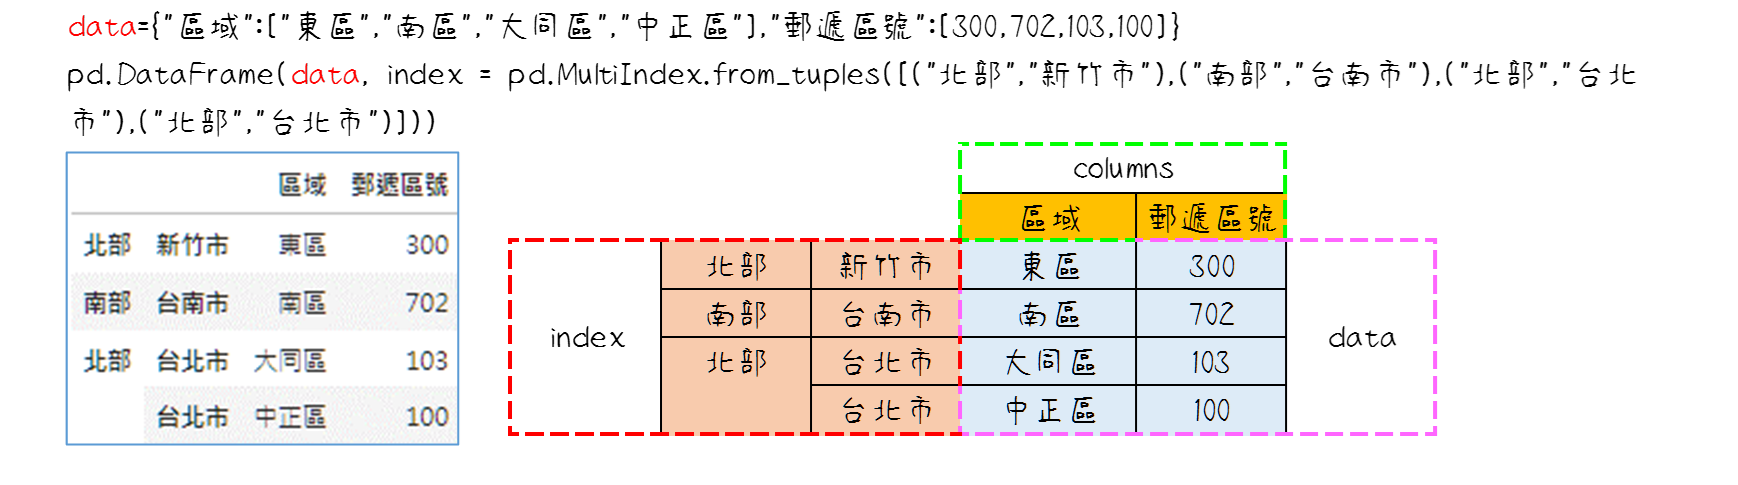 data={"區域":["東區","南區","大同區","中正區"],"郵遞區號":[300,702,103,100]}
pd.DataFrame(data, index = pd.MultiIndex.from_tuples([("北部","新竹市"),("南部","台南市"),("北部","台北
市"),("北部","台北市")]))
區域 郵遞區號
北部 新竹市 東區 300
南部 台南市 南區 702
北部 台北市 大同區 103
台北市 中正區 100
columns
區域 郵遞區號
北部 新竹市 東區 300
南部 台南市 南區 702
index
data
北部 台北市 大同區 103
台北市 中正區 100